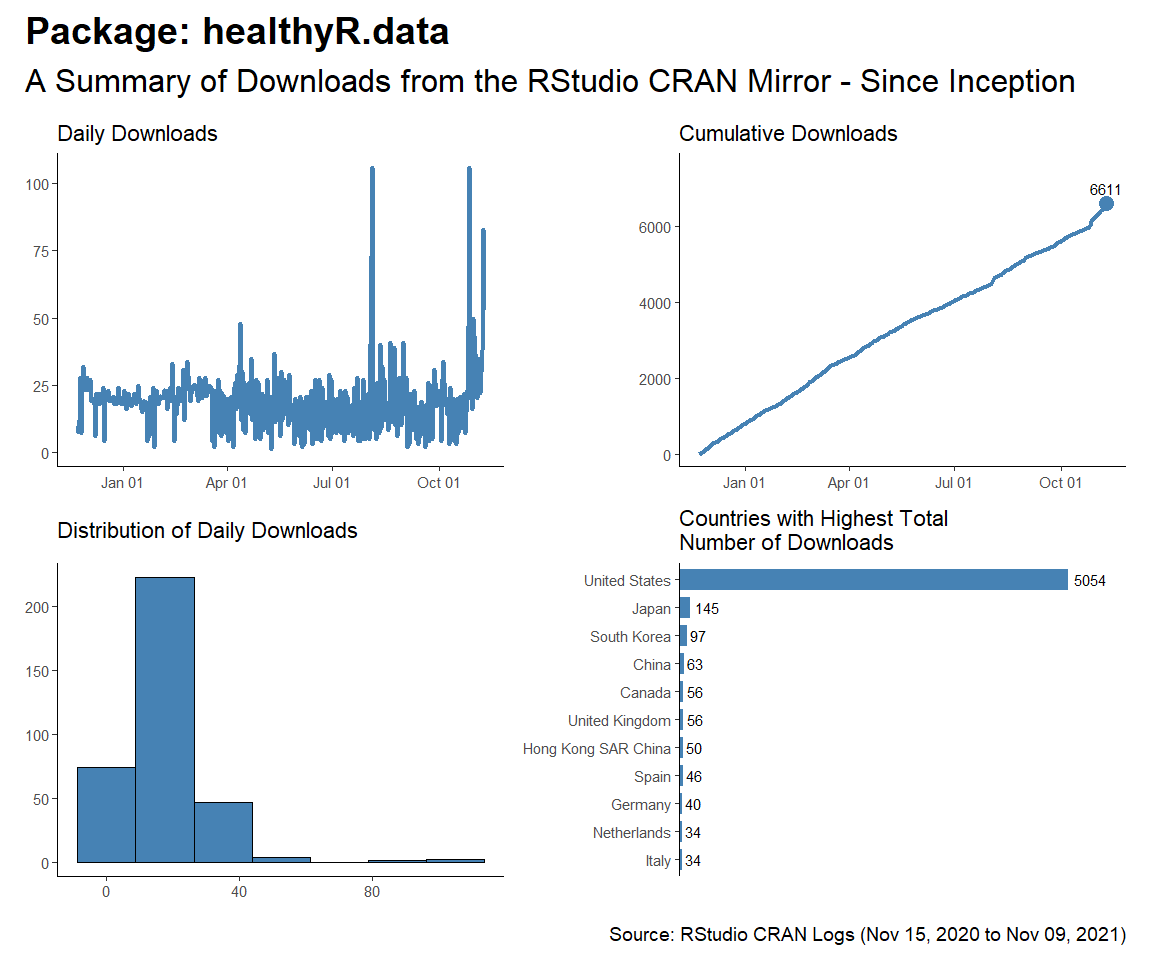 Package: healthyR.data
A Summary of Downloads from the RStudio CRAN Mirror - Since Inception
Daily Downloads
100
75
50
25
0
Jan 01 Apr 01 Jul 01 Oct 01
Cumulative Downloads
6611
6000
4000
2000
0
Jan 01 Apr 01 Jul 01 Oct 01
Distribution of Daily Downloads
200
150
100
50
0
0 40 80
Countries with Highest Total
Number of Downloads
United States 5054
Japan 145
South Korea 97
China 63
Canada 56
United Kingdom 56
Hong Kong SAR China 50
Spain 46
Germany 40
Netherlands 34
Italy 34
Source: RStudio CRAN Logs (Nov 15, 2020 to Nov 09, 2021)